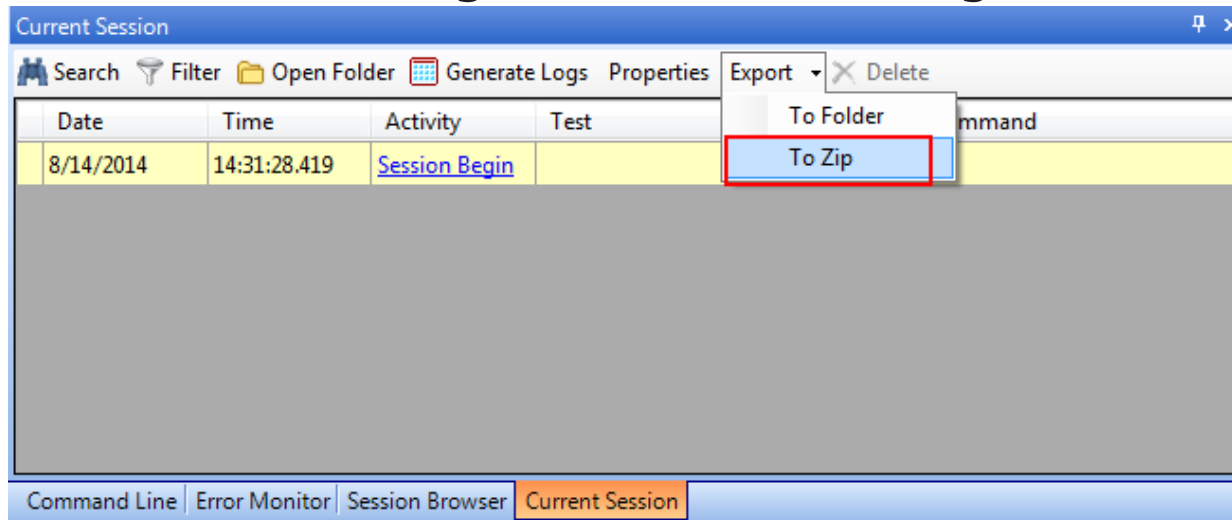 Current Session
Search Filter Open Folder Generate Logs Properties Export Delete
To Folder
To Zip
Date Time Activity Test mmand
8/14/2014 14:31:28.419 Session Begin
Command Line Error Monitor Session Browser Current Session